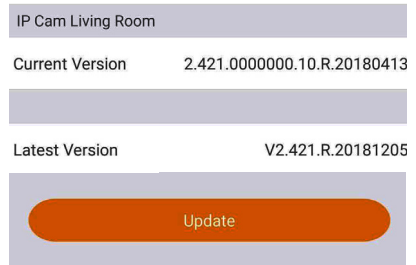 IP Cam Living Room
Current Version 2.421.0000000.10.R.20180413
Latest Version V2.421.R.20181205
Update